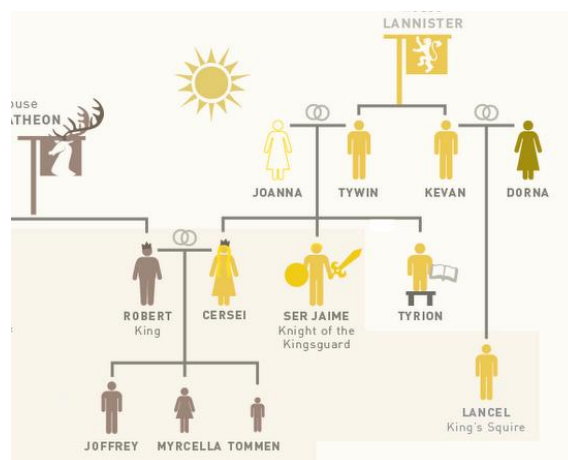 LANNISTER
ouse
ATHEON
JOANNA
TYWIN
KEVAN
DORNA
ROBERT
King
CERSEI
SER JAIME
Knight of the
Kingsguard
TYRION
LANCEL
King's Squire
JOFFREY
MYRCELLA
TOMMEN